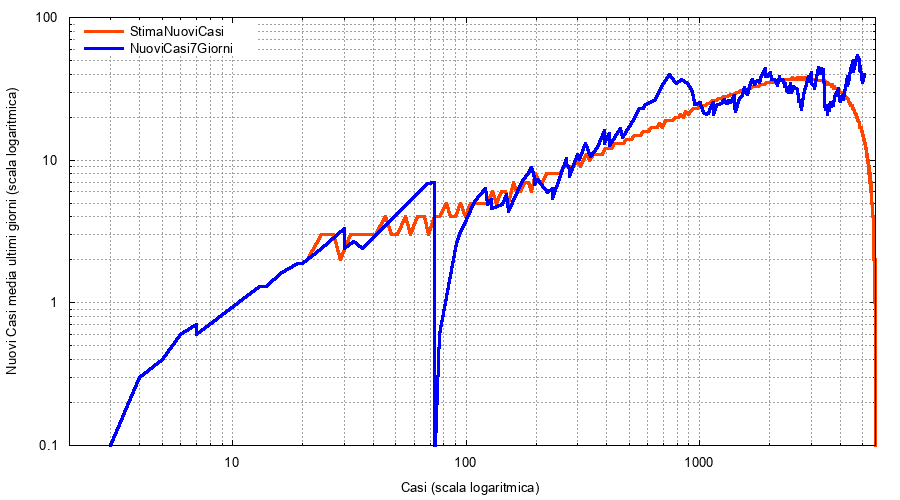 100
StimaNuoviCasi
NuoviCasi7Giorni
10
1
0.1
Nuovi Casi media ultimi giorni (scala logaritmica)
10
100
1000
Casi (scala logaritmica)